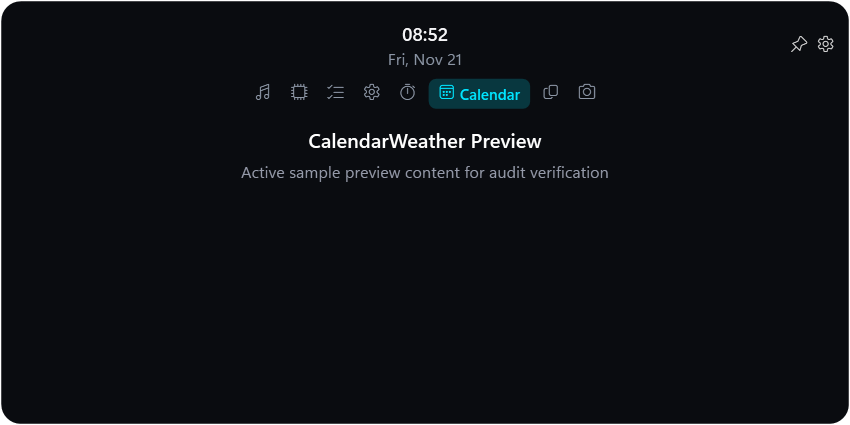 08:52
Fri, Nov 21
Calendar
CalendarWeather Preview
Active sample preview content for audit verification